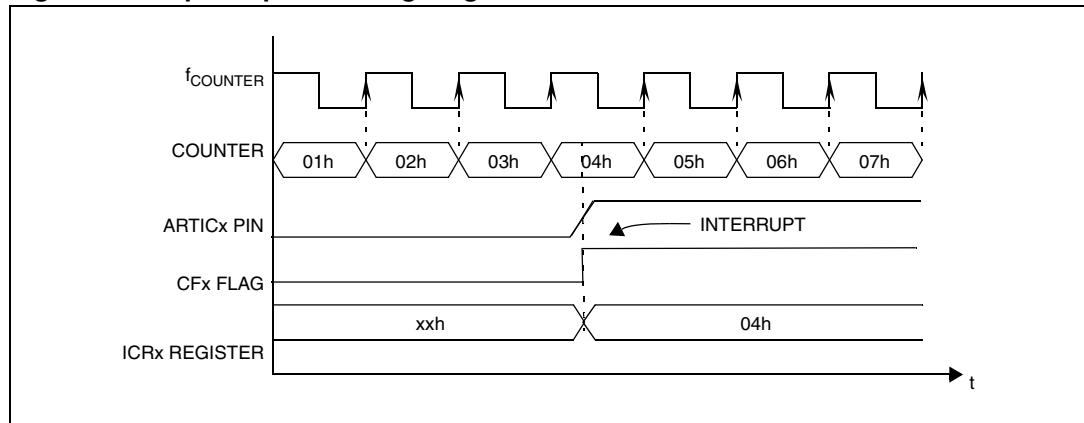 fCOUNTER
COUNTER 01h 02h 03h 04h 05h 06h 07h
ARTICx PIN INTERRUPT
CFx FLAG
xxh 04h
ICRx REGISTER
t